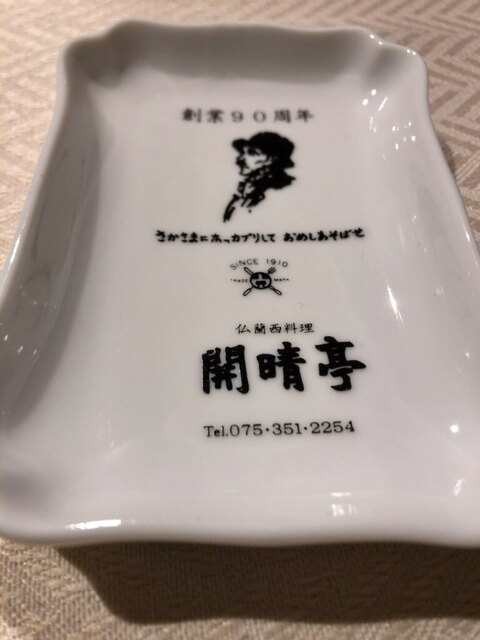 創業90周年
さかさまにホッカブリして おめしあそばせ
SINCE 1910
TRADE MARK
仏蘭西料理
開晴亭
Tel.075・351・2254